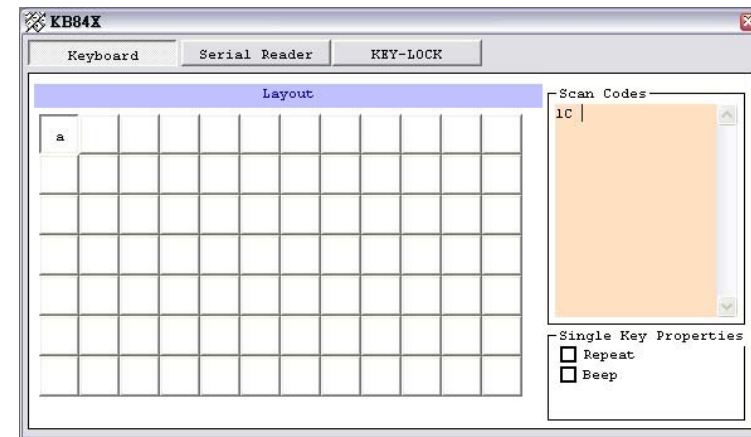 KB84X
Keyboard
Serial Reader
KEY-LOCK
Layout
a
Scan Codes
1C
Single Key Properties
Repeat
Beep